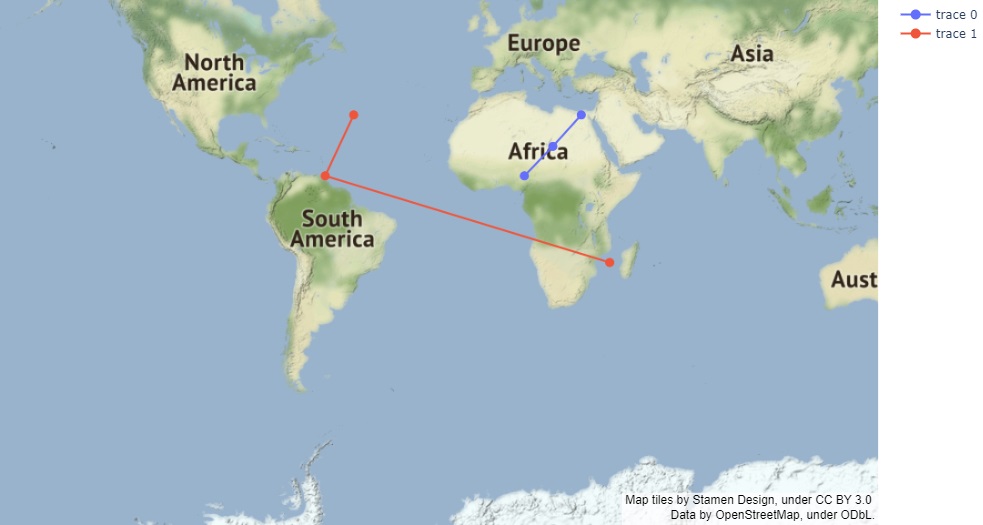 trace 0
trace 1
North
America
Europe
Asia
Africa
South
America
Aust
Map tiles by Stamen Design, under CC BY 3.0
Data by OpenStreetMap, under ODbL.